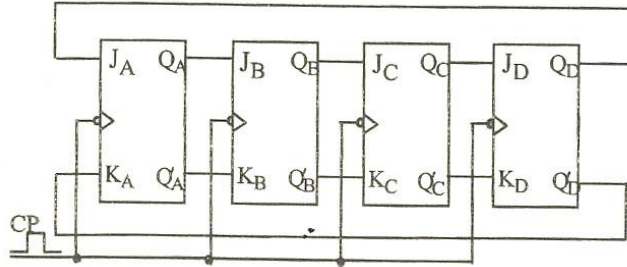 J_A Q_A J_B Q_B J_C Q_C J_D Q_D
K_A Q'_A K_B Q'_B K_C Q'_C K_D Q'_D
CP